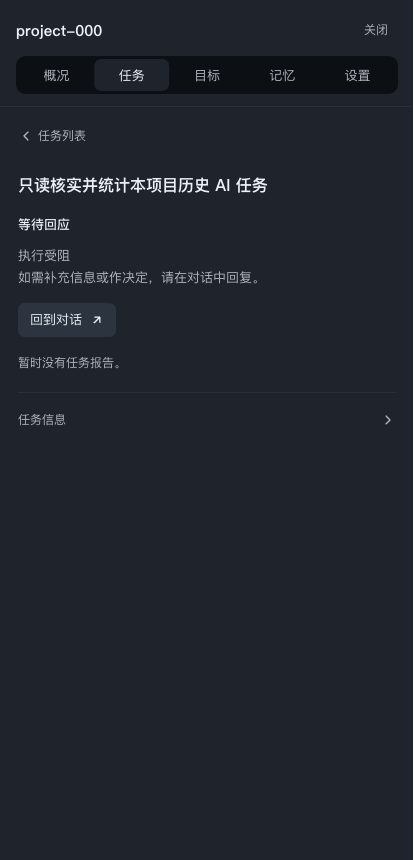 project-000
关闭
概况
任务
目标
记忆
设置
任务列表
只读核实并统计本项目历史 AI 任务
等待回应
执行受阻
如需补充信息或作决定，请在对话中回复。
回到对话
暂时没有任务报告。
任务信息